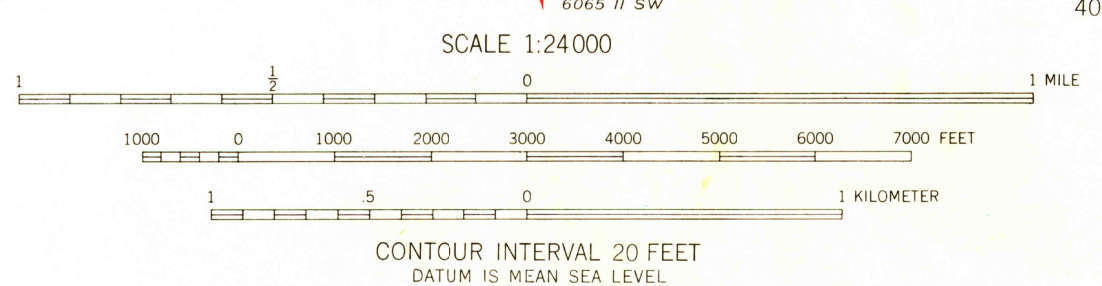 6065 II SW
40
SCALE 1:24000
1 1/2 0 1 MILE
1000 0 1000 2000 3000 4000 5000 6000 7000 FEET
1 .5 0 1 KILOMETER
CONTOUR INTERVAL 20 FEET
DATUM IS MEAN SEA LEVEL